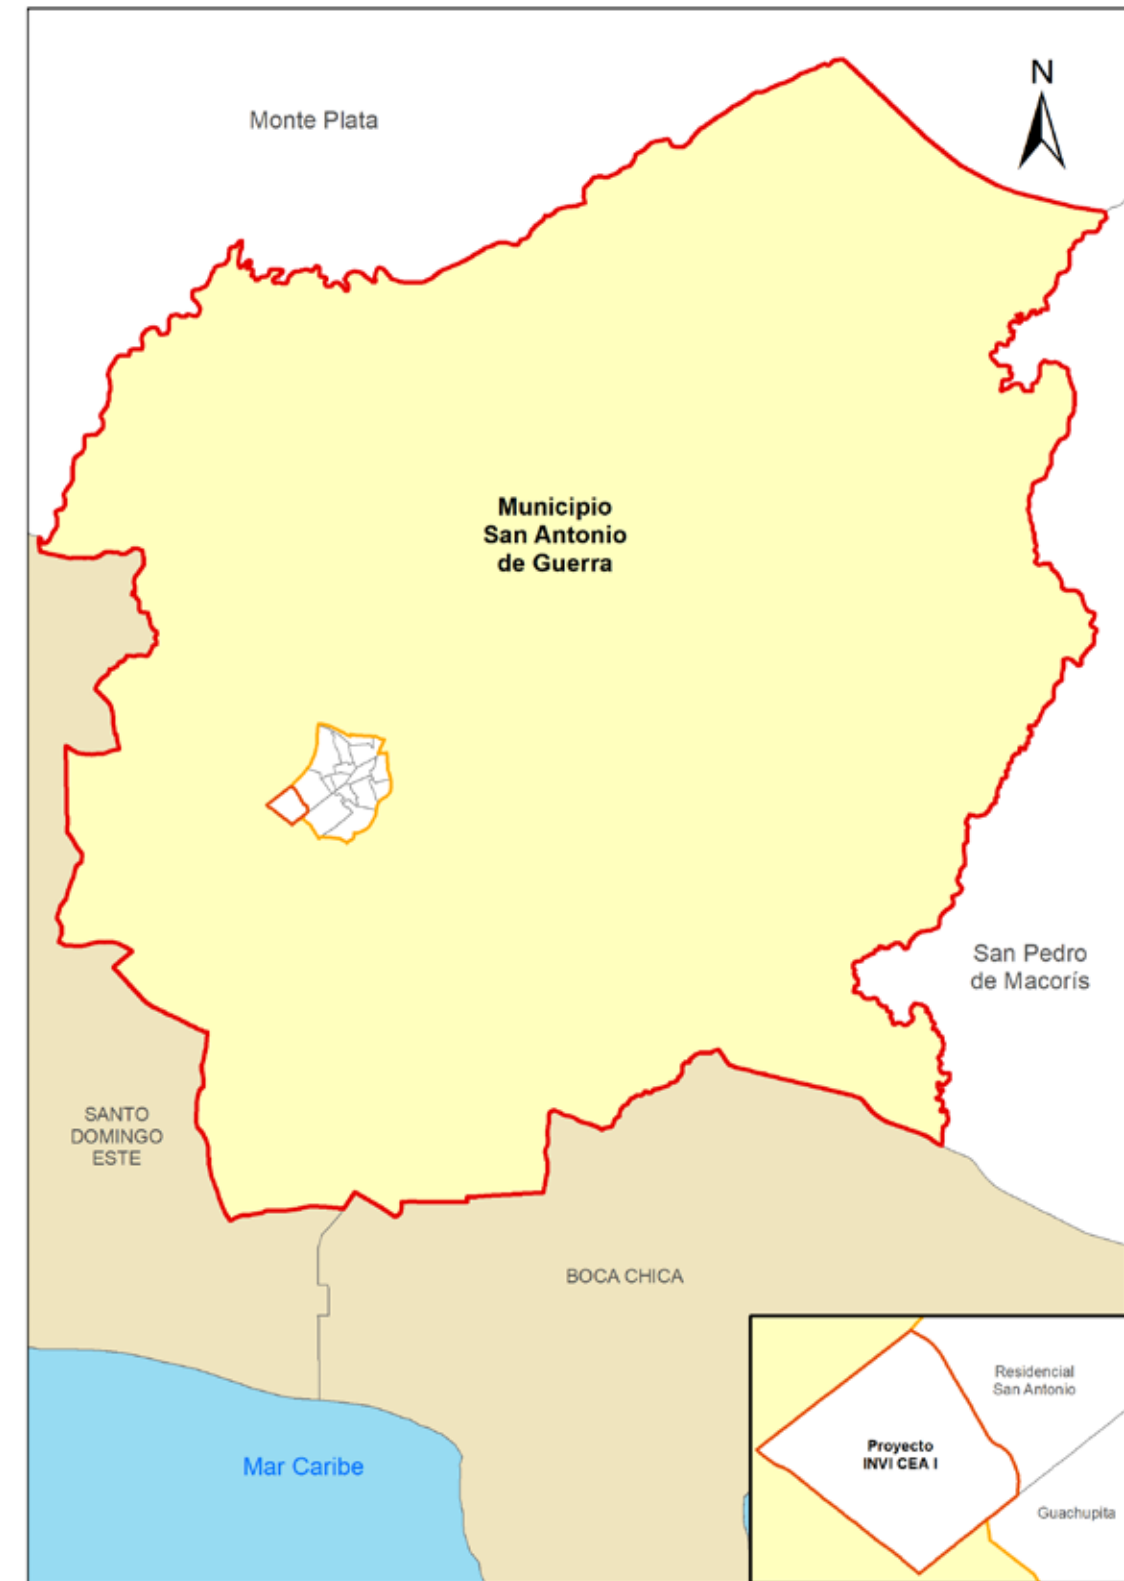 N
Monte Plata
Municipio
San Antonio
de Guerra
San Pedro
de Macorís
SANTO
DOMINGO
ESTE
BOCA CHICA
Mar Caribe
Residencial
San Antonio
Proyecto
INVI CEA I
Guachupita